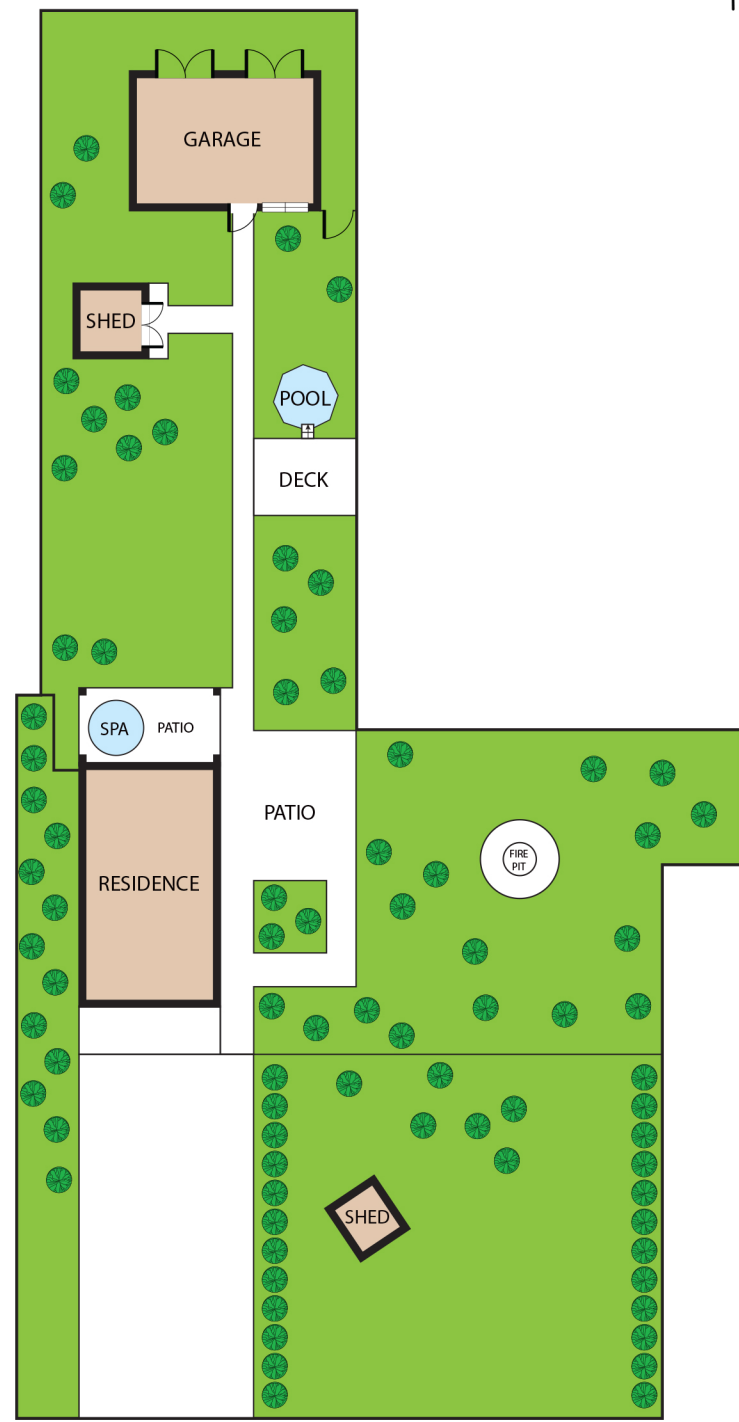 GARAGE
SHED
POOL
DECK
SPA
PATIO
PATIO
FIRE
PIT
RESIDENCE
SHED